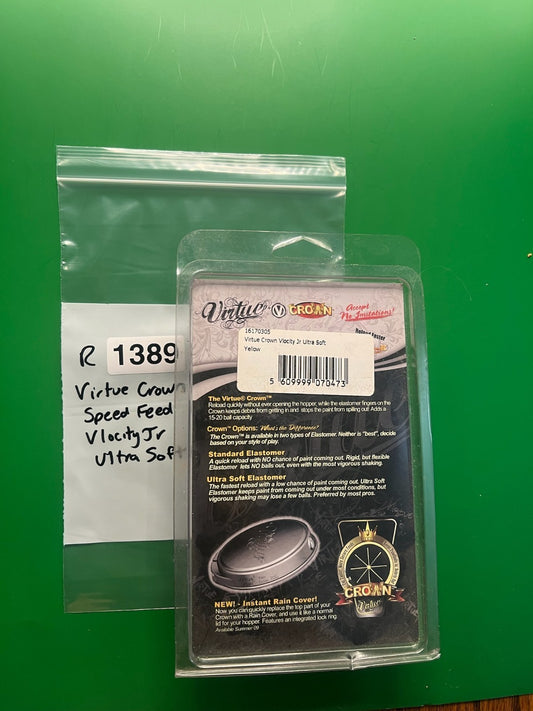 R 1389
Virtue Crown
Speed Feed
Vlocity Jr
Ultra Soft
Virtue V CROWN
Accept
No Imitations!
Reload Faster
16170305
Virtue Crown Vlocity Jr Ultra Soft
Yellow
5 609999 070473
The Virtue® Crown™
Reload quickly without ever opening the hopper, while the elastomer fingers on the
Crown keeps debris from getting in and stops the paint from spilling out! Adds a
15-20 ball capacity
Crown™ Options: What's the Difference?
The Crown™ is available in two types of Elastomer. Neither is "best", decide
based on your style of play.
Standard Elastomer
A quick reload with NO chance of paint coming out. Rigid, but flexible
Elastomer lets NO balls out, even with the most vigorous shaking.
Ultra Soft Elastomer
The fastest reload with a low chance of paint coming out. Ultra Soft
Elastomer keeps paint from coming out under most conditions, but
vigorous shaking may lose a few balls. Preferred by most pros.
CROWN
Virtue
NEW! - Instant Rain Cover!
Now you can quickly replace the top part of your
Crown with a Rain Cover, and use it like a normal
lid for your hopper. Features an integrated lock ring.
Available Summer 09